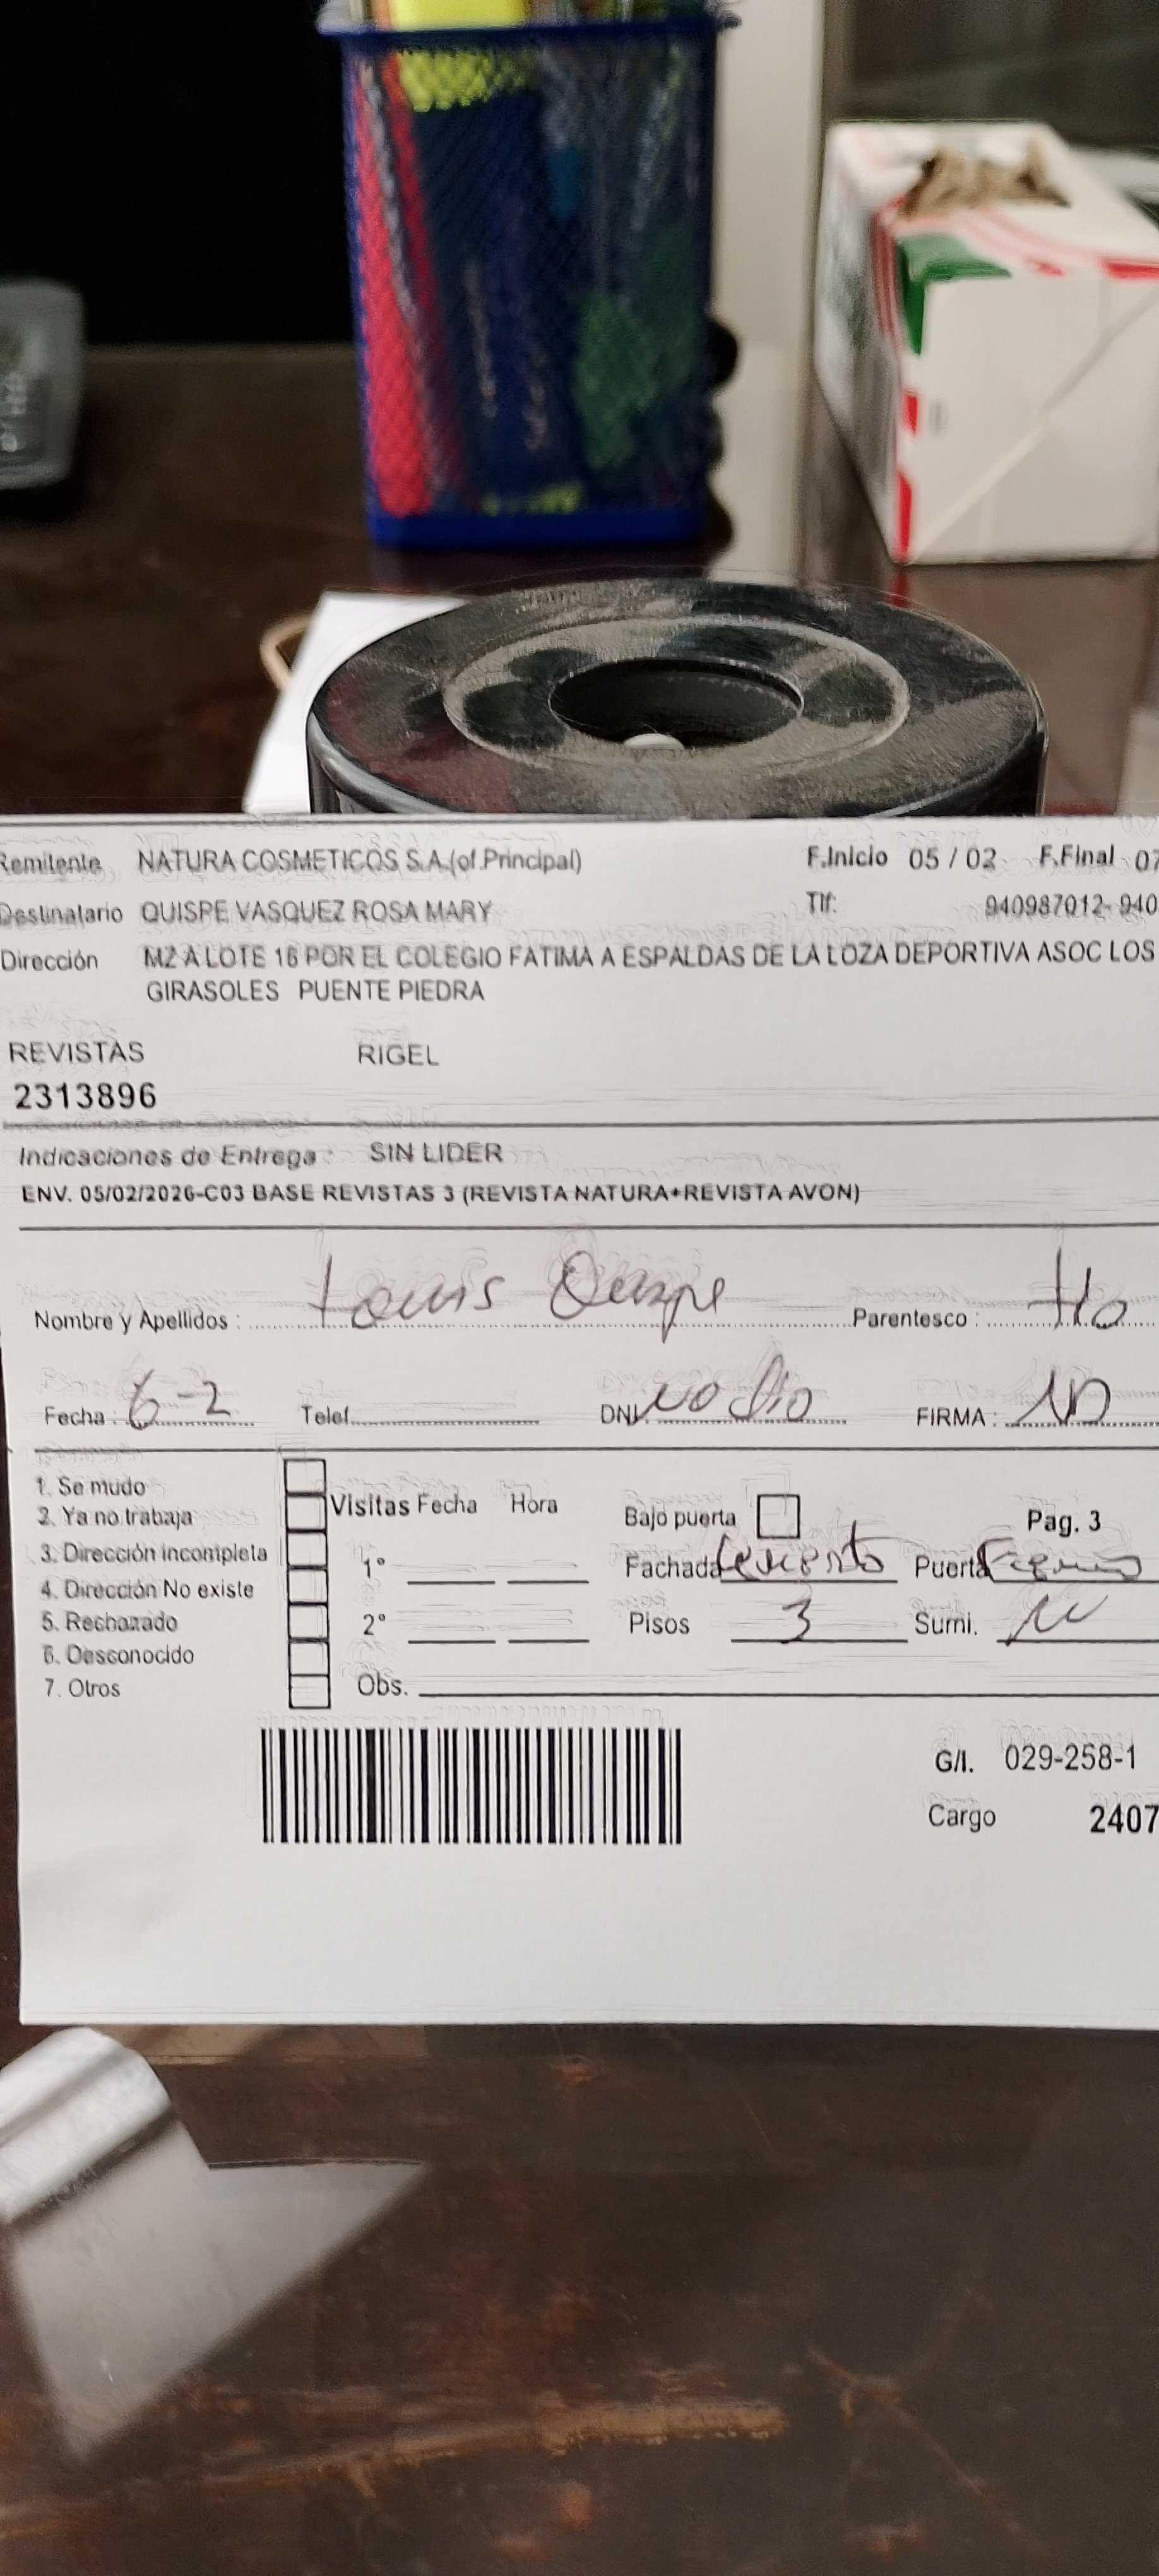 Remitente NATURA COSMETICOS S.A.(of.Principal) F.Inicio 05 / 02 F.Final 07
Destinatario QUISPE VASQUEZ ROSA MARY Tlf: 940987012- 940
Dirección MZ A LOTE 16 POR EL COLEGIO FATIMA A ESPALDAS DE LA LOZA DEPORTIVA ASOC LOS
GIRASOLES PUENTE PIEDRA
REVISTAS RIGEL
2313896
Indicaciones de Entrega : SIN LIDER
ENV. 05/02/2026-C03 BASE REVISTAS 3 (REVISTA NATURA+REVISTA AVON)
Nombre y Apellidos : Quispe Parentesco :
Fecha : 6-2 Telef. DNI. no dio FIRMA : ND
1. Se mudo
2. Ya no trabaja
3. Dirección incompleta
4. Dirección No existe
5. Rechazado
6. Desconocido
7. Otros
Visitas Fecha Hora Bajo puerta Pag. 3
1° Fachada cemento Puerta
2° Pisos 3 Sumi.
Obs.
G/I. 029-258-1
Cargo 2407